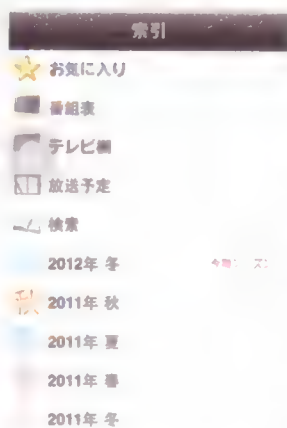 索引
お気に入り
番組表
テレビ欄
放送予定
検索
2012年 冬
秋 2011年 秋
2011年 夏
2011年 春
2011年 冬